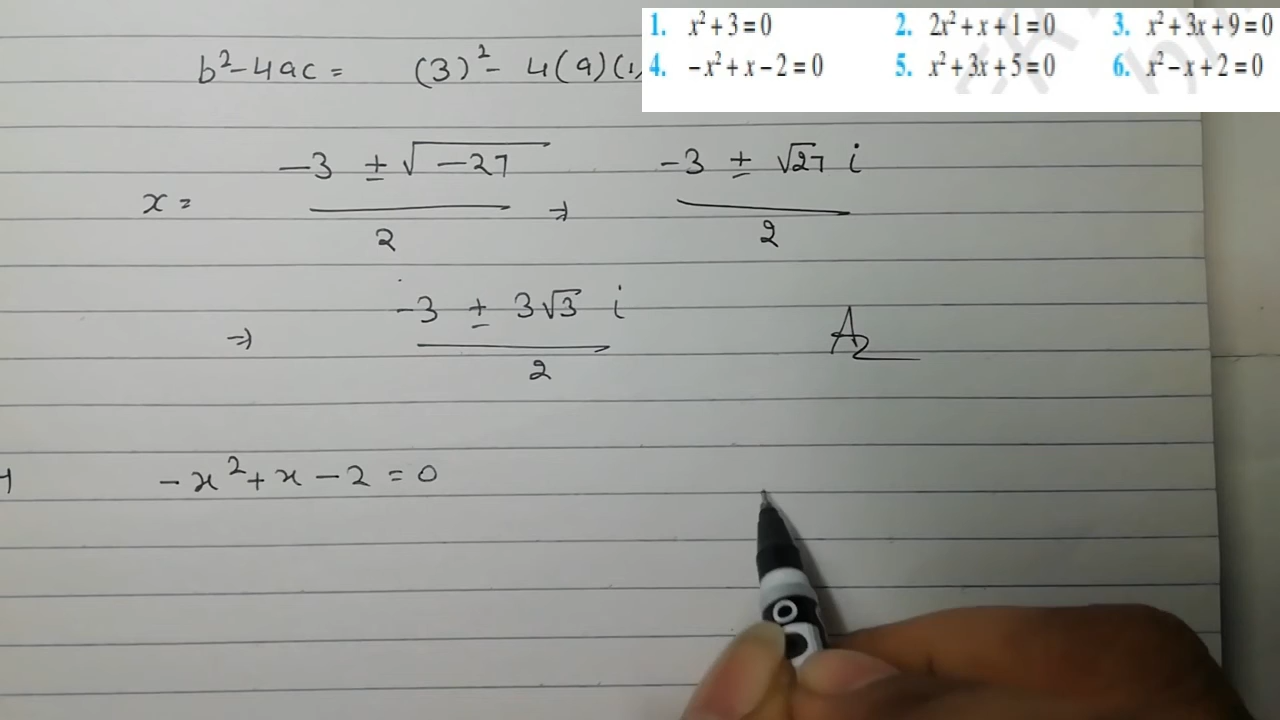 1. x²+3=0 2. 2x²+x+1=0 3. x²+3x+9=0
4. -x²+x-2=0 5. x²+3x+5=0 6. x²-x+2=0
b²-4ac = (3)² - 4(9)(1
x = -3 ± √-27 / 2 ⇒ -3 ± √27 i / 2
⇒ -3 ± 3√3 i / 2
-x²+x-2=0